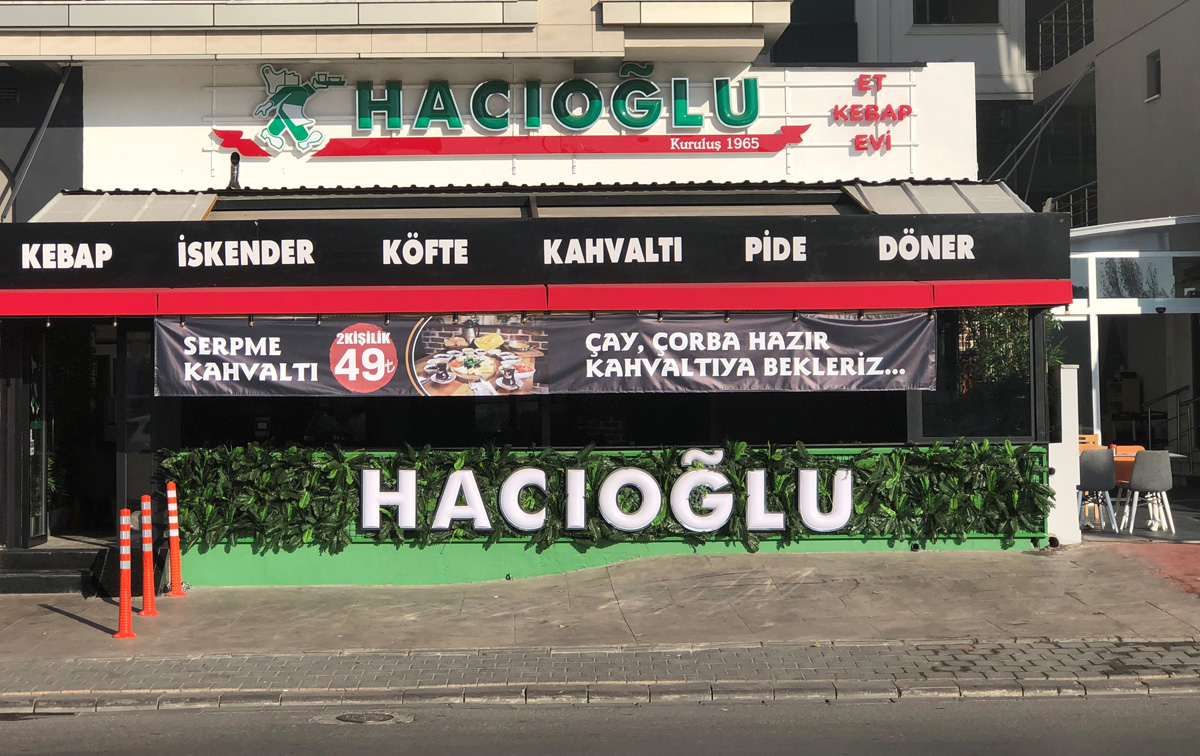 HACIOĞLU
Kuruluş 1965
ET
KEBAP
EVİ
KEBAP İSKENDER KÖFTE KAHVALTI PİDE DÖNER
SERPME
KAHVALTI
2KİŞİLİK
49₺
ÇAY, ÇORBA HAZIR
KAHVALTIYA BEKLERİZ...
HACIOĞLU